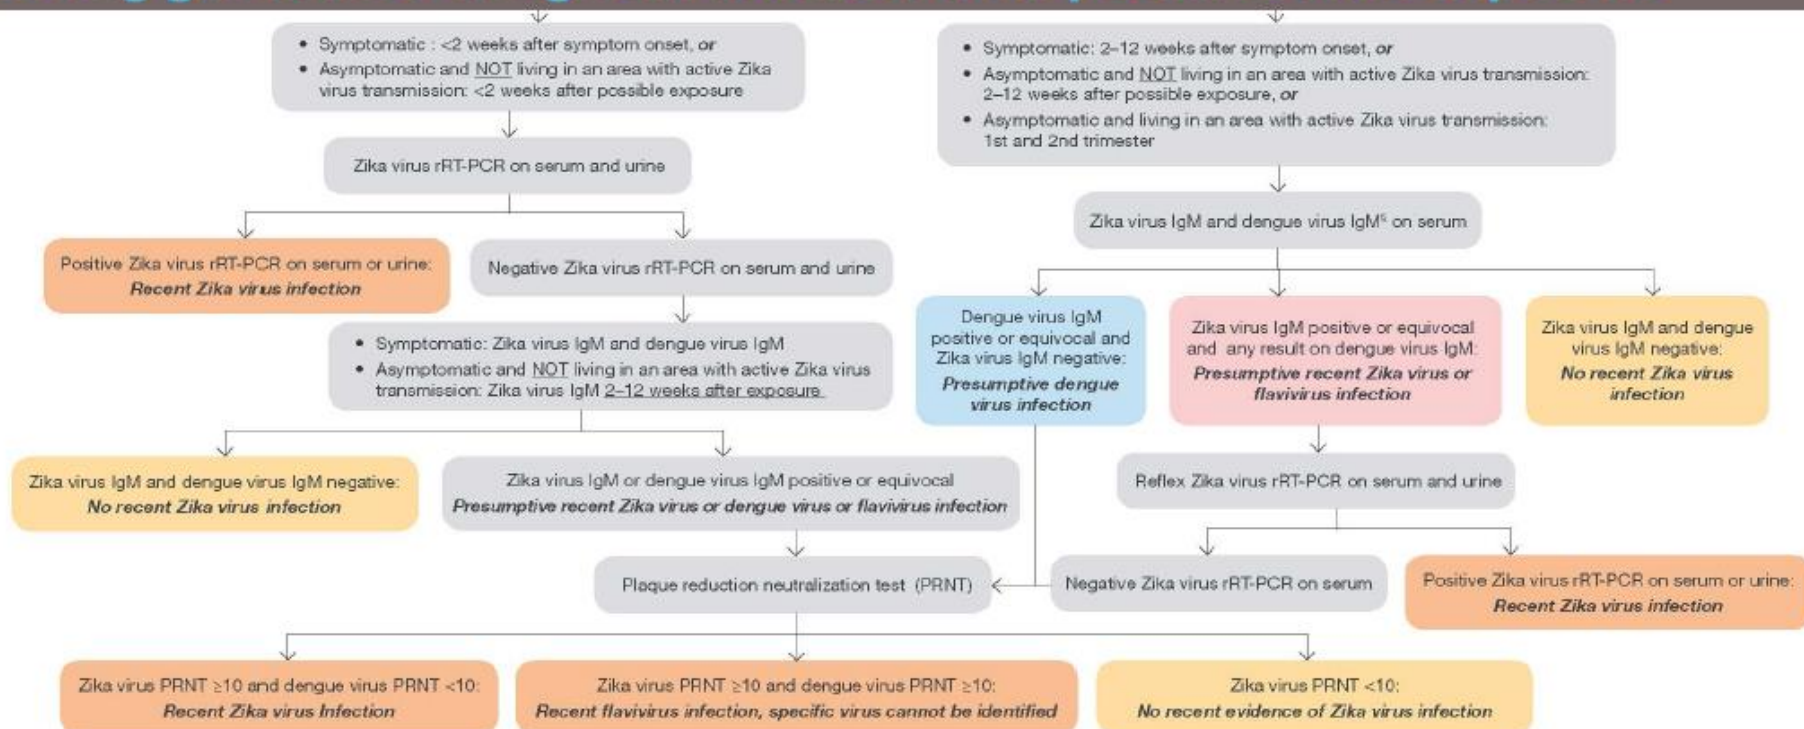 • Symptomatic : <2 weeks after symptom onset, or
• Asymptomatic and NOT living in an area with active Zika
virus transmission: <2 weeks after possible exposure
• Symptomatic: 2–12 weeks after symptom onset, or
• Asymptomatic and NOT living in an area with active Zika virus transmission:
2–12 weeks after possible exposure, or
• Asymptomatic and living in an area with active Zika virus transmission:
1st and 2nd trimester
Zika virus rRT-PCR on serum and urine
Zika virus IgM and dengue virus IgM§ on serum
Positive Zika virus rRT-PCR on serum or urine:
Recent Zika virus infection
Negative Zika virus rRT-PCR on serum and urine
• Symptomatic: Zika virus IgM and dengue virus IgM
• Asymptomatic and NOT living in an area with active Zika virus
transmission: Zika virus IgM 2–12 weeks after exposure
Dengue virus IgM
positive or equivocal and
Zika virus IgM negative:
Presumptive dengue
virus infection
Zika virus IgM positive or equivocal
and any result on dengue virus IgM:
Presumptive recent Zika virus or
flavivirus infection
Zika virus IgM and dengue
virus IgM negative:
No recent Zika virus
infection
Zika virus IgM and dengue virus IgM negative:
No recent Zika virus infection
Zika virus IgM or dengue virus IgM positive or equivocal
Presumptive recent Zika virus or dengue virus or flavivirus infection
Reflex Zika virus rRT-PCR on serum and urine
Plaque reduction neutralization test (PRNT)
Negative Zika virus rRT-PCR on serum
Positive Zika virus rRT-PCR on serum or urine:
Recent Zika virus infection
Zika virus PRNT ≥10 and dengue virus PRNT <10:
Recent Zika virus Infection
Zika virus PRNT ≥10 and dengue virus PRNT ≥10:
Recent flavivirus infection, specific virus cannot be identified
Zika virus PRNT <10:
No recent evidence of Zika virus infection